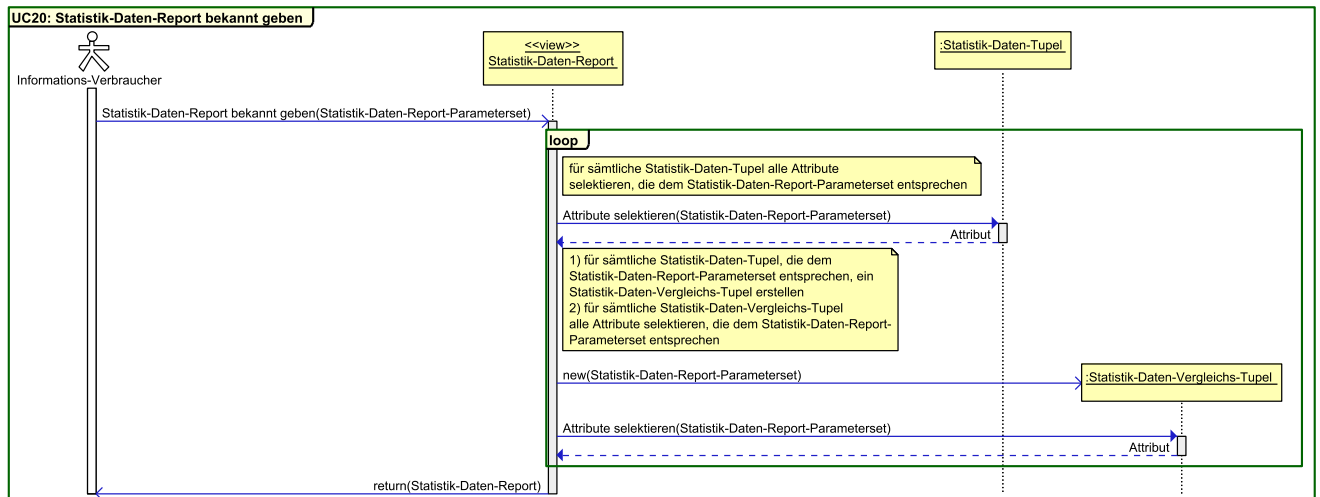 UC20: Statistik-Daten-Report bekannt geben
<<view>>
Statistik-Daten-Report
:Statistik-Daten-Tupel
Informations-Verbraucher
Statistik-Daten-Report bekannt geben(Statistik-Daten-Report-Parameterset)
loop
für sämtliche Statistik-Daten-Tupel alle Attribute
selektieren, die dem Statistik-Daten-Report-Parameterset entsprechen
Attribute selektieren(Statistik-Daten-Report-Parameterset)
Attribut
1) für sämtliche Statistik-Daten-Tupel, die dem
Statistik-Daten-Report-Parameterset entsprechen, ein
Statistik-Daten-Vergleichs-Tupel erstellen
2) für sämtliche Statistik-Daten-Vergleichs-Tupel
alle Attribute selektieren, die dem Statistik-Daten-Report-
Parameterset entsprechen
new(Statistik-Daten-Report-Parameterset)
:Statistik-Daten-Vergleichs-Tupel
Attribute selektieren(Statistik-Daten-Report-Parameterset)
Attribut
return(Statistik-Daten-Report)